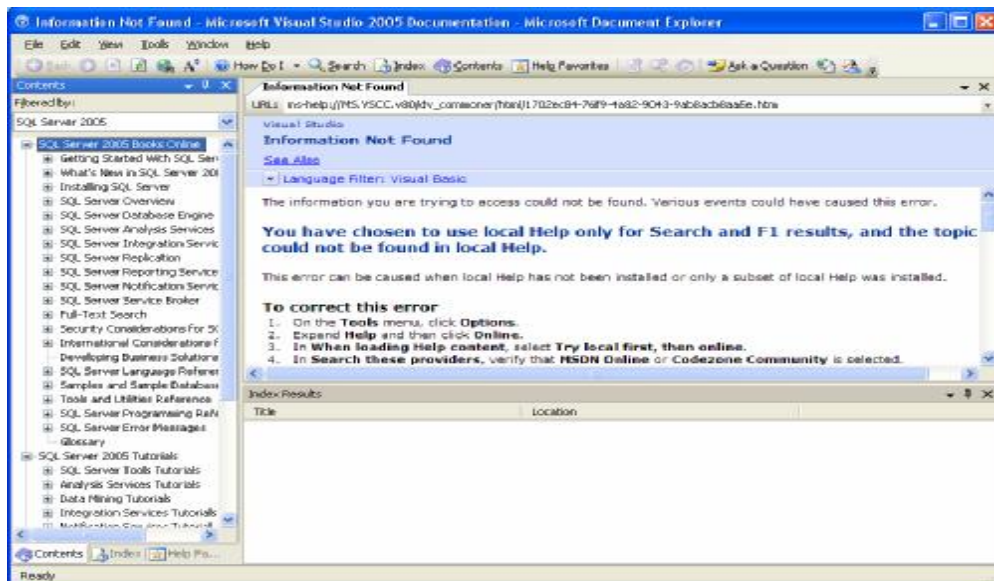 Information Not Found - Microsoft Visual Studio 2005 Documentation - Microsoft Document Explorer
File Edit View Tools Window Help
Back How Do I Search Index Contents Help Favorites Ask a Question
Contents
Filtered by:
SQL Server 2005
SQL Server 2005 Books Online
Getting Started With SQL Ser
What's New in SQL Server 20
Installing SQL Server
SQL Server Overview
SQL Server Database Engine
SQL Server Analysis Services
SQL Server Integration Servic
SQL Server Replication
SQL Server Reporting Service
SQL Server Notification Servic
SQL Server Service Broker
Full-Text Search
Security Considerations for S
International Considerations f
Developing Business Solutions
SQL Server Language Referen
Samples and Sample Database
Tools and Utilities Reference
SQL Server Programming Refe
SQL Server Error Messages
Glossary
SQL Server 2005 Tutorials
SQL Server Tools Tutorials
Analysis Services Tutorials
Data Mining Tutorials
Integration Services Tutorials
Contents Index Help Fa...
Ready
Information Not Found
URL:
Visual Studio
Information Not Found
See Also
Language Filter: Visual Basic
The information you are trying to access could not be found. Various events could have caused this error.
You have chosen to use local Help only for Search and F1 results, and the topic
could not be found in local Help.
This error can be caused when local Help has not been installed or only a subset of local Help was installed.
To correct this error
1. On the Tools menu, click Options.
2. Expand Help and then click Online.
3. In When loading Help content, select Try local first, then online.
4. In Search these providers, verify that MSDN Online or Codezone Community is selected.
Index Results
Title Location